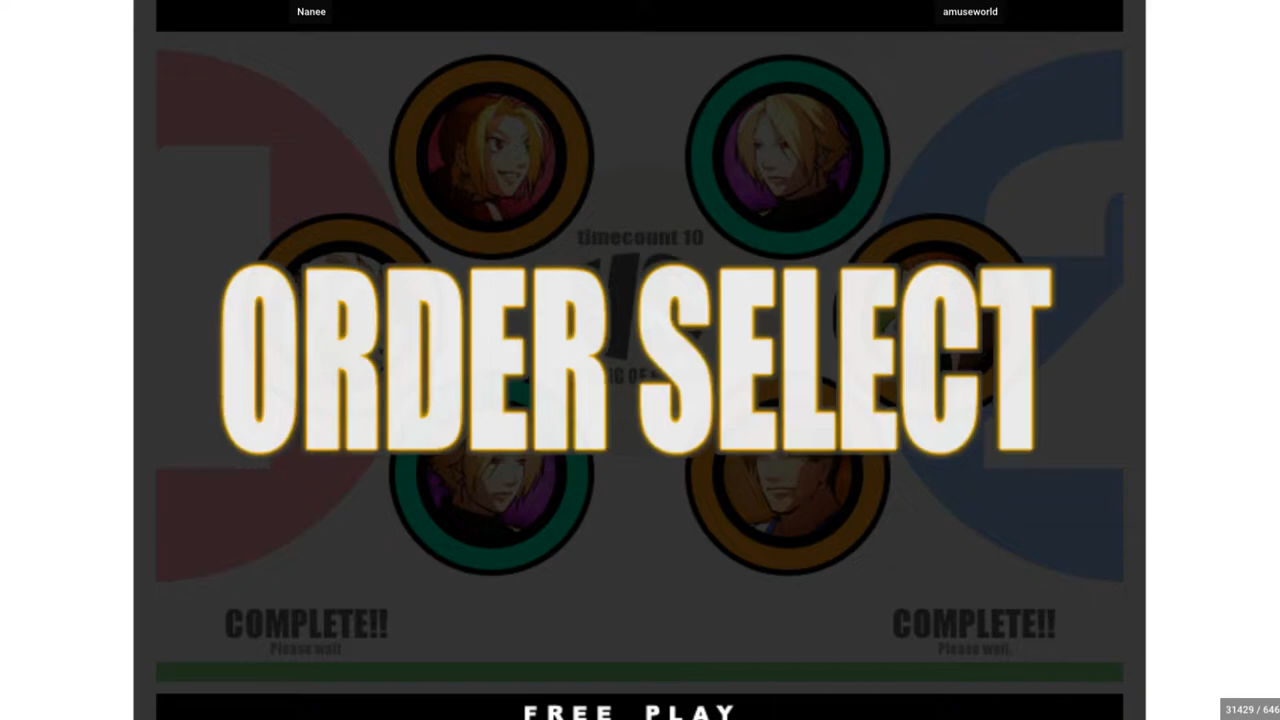 Nanee
amuseworld
timecount 10
ORDER SELECT
COMPLETE!!
Please wait
COMPLETE!!
Please wait.
FREE PLAY
31429 / 646